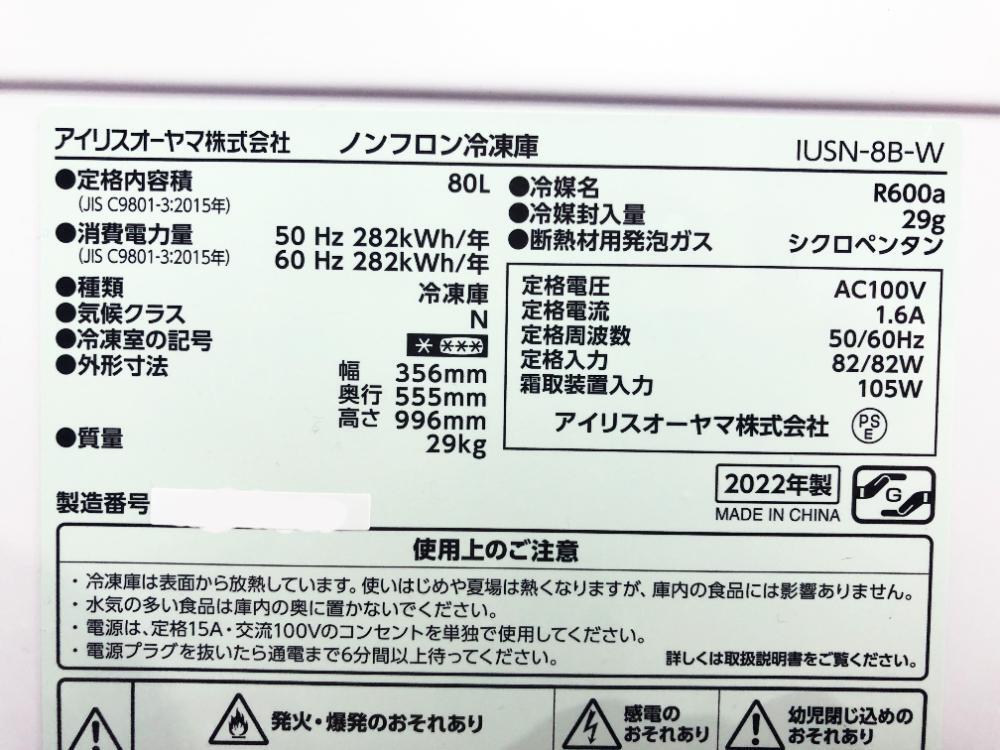 アイリスオーヤマ株式会社 ノンフロン冷凍庫 IUSN-8B-W
●定格内容積 80L
(JIS C9801-3:2015年)
●消費電力量 50 Hz 282kWh/年
(JIS C9801-3:2015年) 60 Hz 282kWh/年
●種類 冷凍庫
●気候クラス N
●冷凍室の記号
●外形寸法 幅 356mm
奥行 555mm
高さ 996mm
●質量 29kg
●冷媒名 R600a
●冷媒封入量 29g
●断熱材用発泡ガス シクロペンタン
定格電圧 AC100V
定格電流 1.6A
定格周波数 50/60Hz
定格入力 82/82W
霜取装置入力 105W
アイリスオーヤマ株式会社 PSE
2022年製
MADE IN CHINA
G
製造番号
使用上のご注意
・冷凍庫は表面から放熱しています。使いはじめや夏場は熱くなりますが、庫内の食品には影響ありません。
・水気の多い食品は庫内の奥に置かないでください。
・電源は、定格15A・交流100Vのコンセントを単独で使用してください。
・電源プラグを抜いたら通電まで6分間以上待ってください。 詳しくは取扱説明書をご覧ください。
発火・爆発のおそれあり
感電の
おそれあり
幼児閉じ込めの
おそれあり